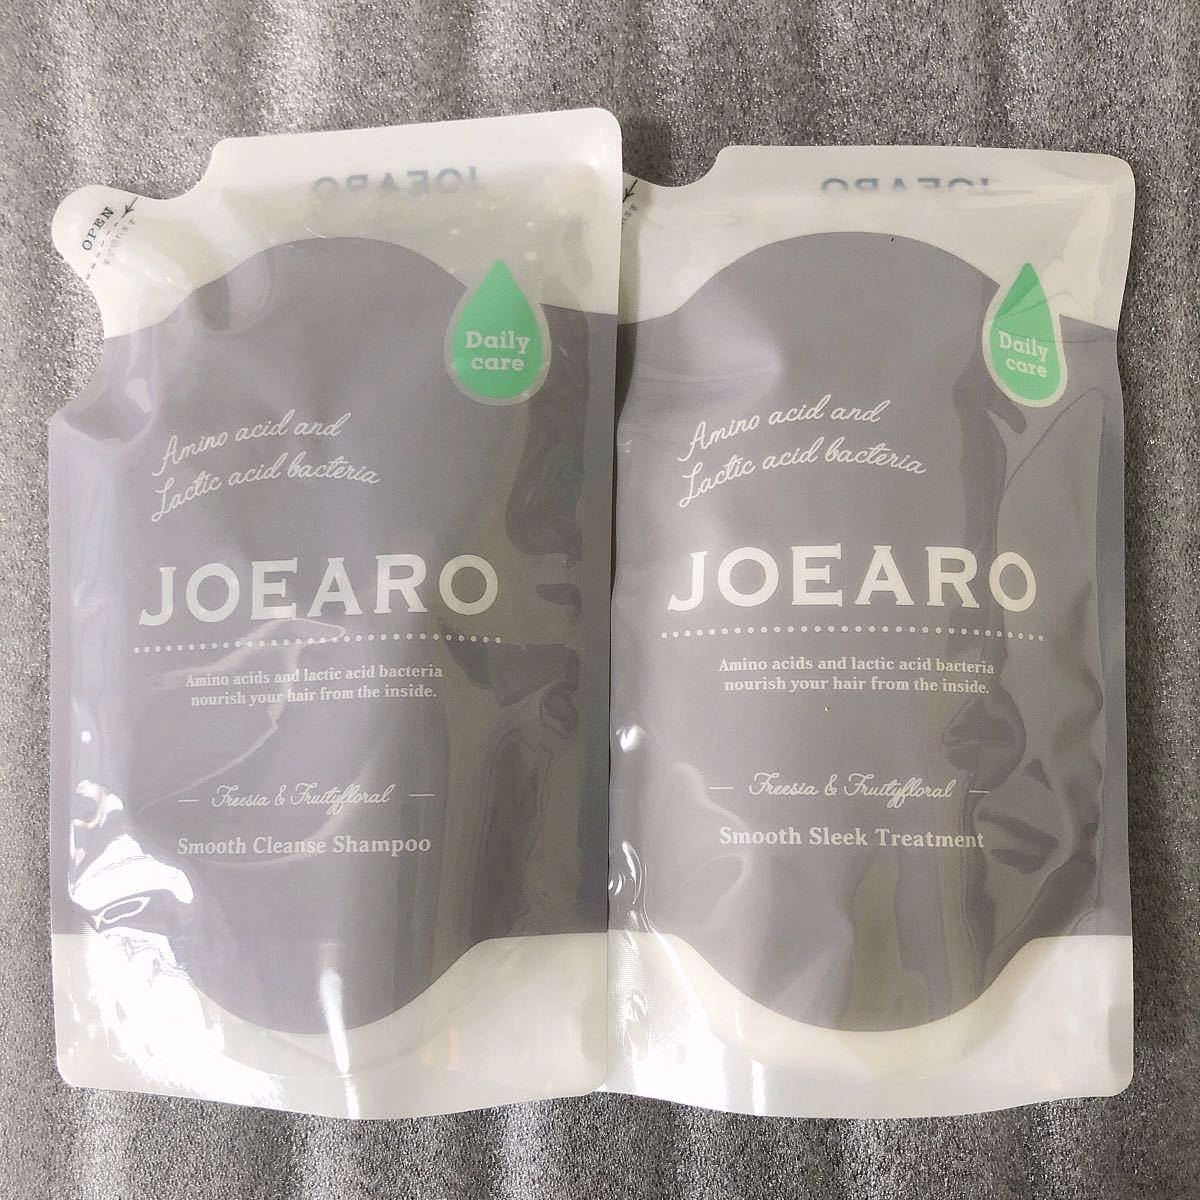 OPEN
Daily
care
Amino acid and
Lactic acid bacteria
JOEARO
Amino acids and lactic acid bacteria
nourish your hair from the inside.
Freesia & Fruityfloral
Smooth Cleanse Shampoo
JOEARO
Daily
care
Amino acid and
Lactic acid bacteria
JOEARO
Amino acids and lactic acid bacteria
nourish your hair from the inside.
Freesia & Fruityfloral
Smooth Sleek Treatment
JOEARO